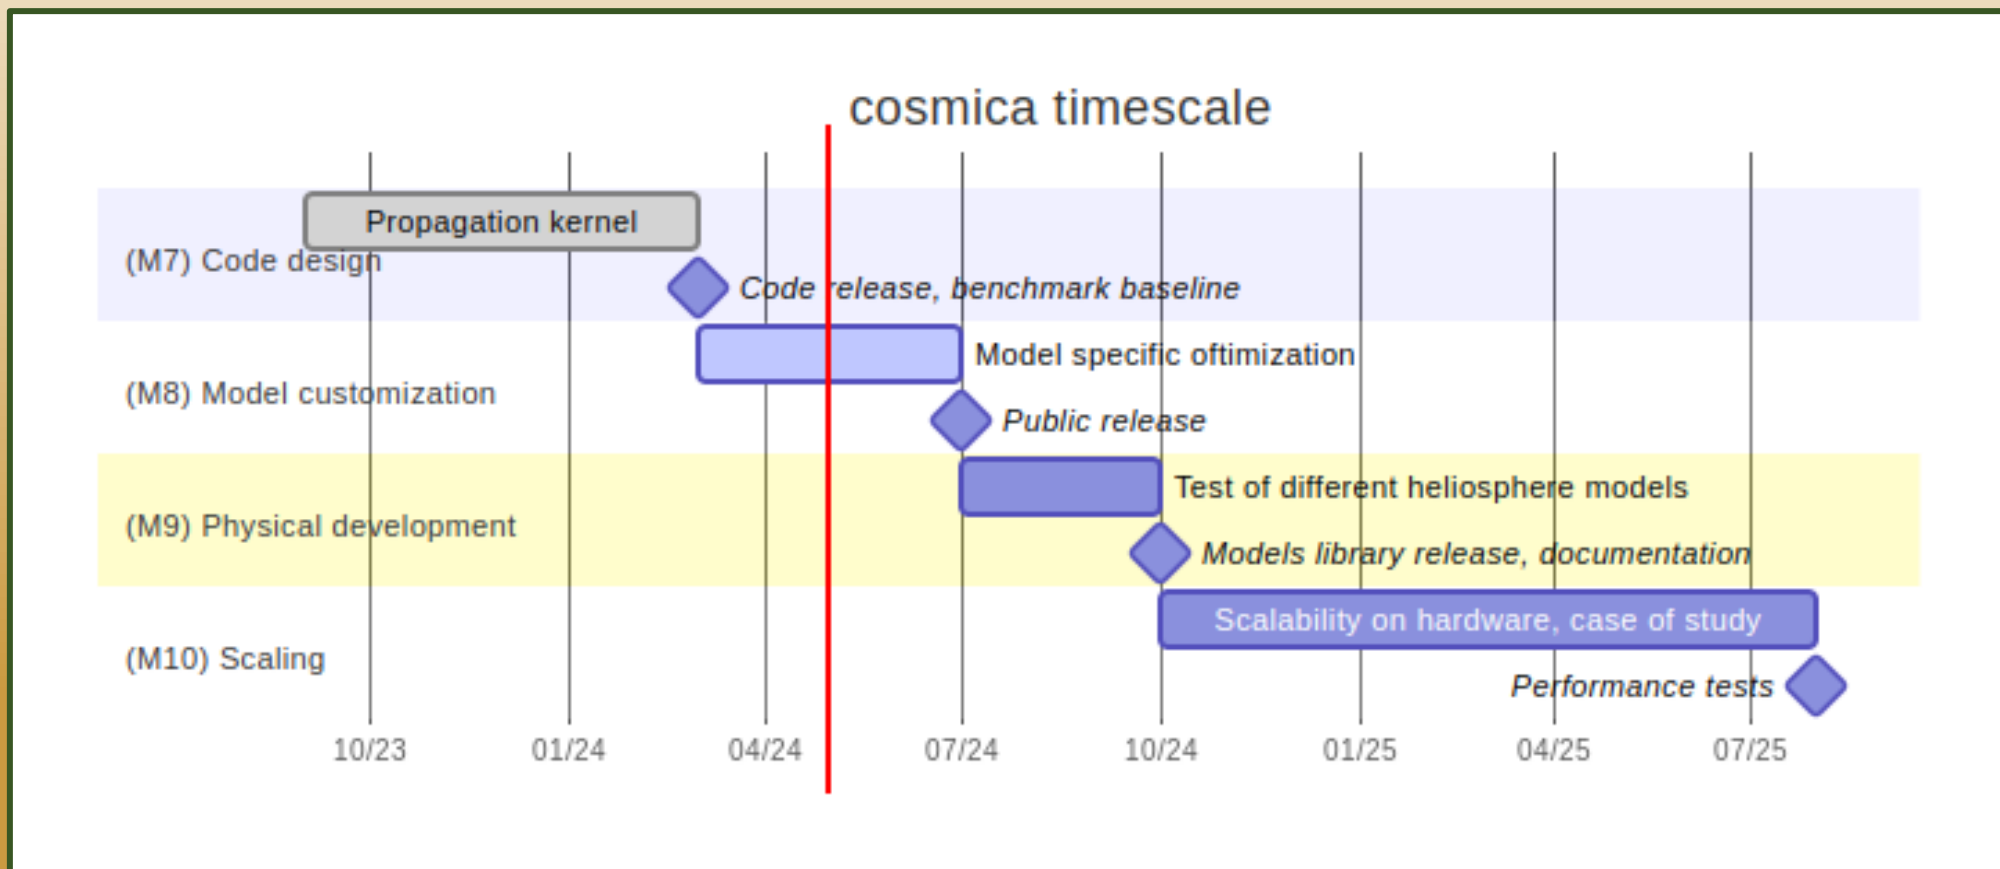 cosmica timescale
Propagation kernel
(M7) Code design
Code release, benchmark baseline
Model specific oftimization
(M8) Model customization
Public release
Test of different heliosphere models
(M9) Physical development
Models library release, documentation
Scalability on hardware, case of study
(M10) Scaling
Performance tests
10/23 01/24 04/24 07/24 10/24 01/25 04/25 07/25